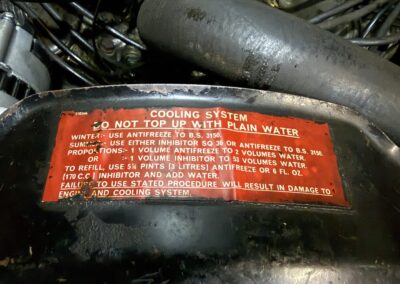 COOLING SYSTEM
DO NOT TOP UP WITH PLAIN WATER
WINTER:- USE ANTIFREEZE TO B.S. 3150.
SUMMER:- USE EITHER INHIBITOR SQ 36 OR ANTIFREEZE TO B.S. 3150.
PROPORTIONS:- 1 VOLUME ANTIFREEZE TO 2 VOLUMES WATER.
OR :- 1 VOLUME INHIBITOR TO 53 VOLUMES WATER.
TO REFILL, USE 5¼ PINTS (3 LITRES) ANTIFREEZE OR 6 FL. OZ.
(170 C.C.) INHIBITOR AND ADD WATER.
FAILURE TO USE STATED PROCEDURE WILL RESULT IN DAMAGE TO
ENGINE AND COOLING SYSTEM.